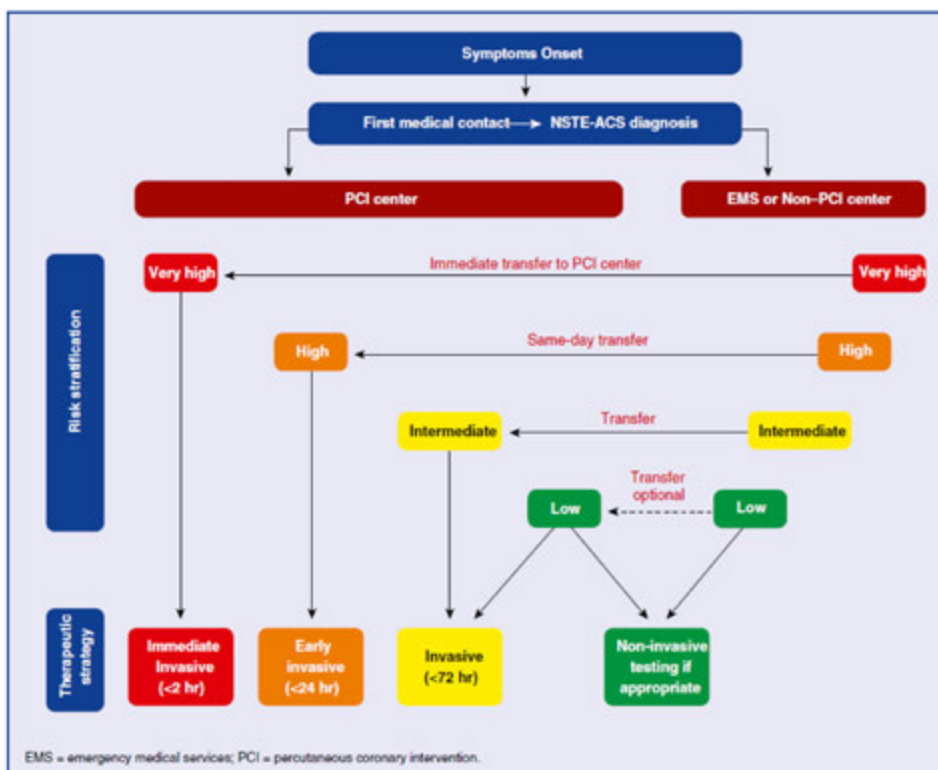 Symptoms Onset
First medical contact → NSTE-ACS diagnosis
PCI center
EMS or Non–PCI center
Risk stratification
Very high
Immediate transfer to PCI center
Very high
High
Same-day transfer
High
Intermediate
Transfer
Intermediate
Low
Transfer
optional
Low
Therapeutic
strategy
Immediate
Invasive
(<2 hr)
Early
invasive
(<24 hr)
Invasive
(<72 hr)
Non-invasive
testing if
appropriate
EMS = emergency medical services; PCI = percutaneous coronary intervention.